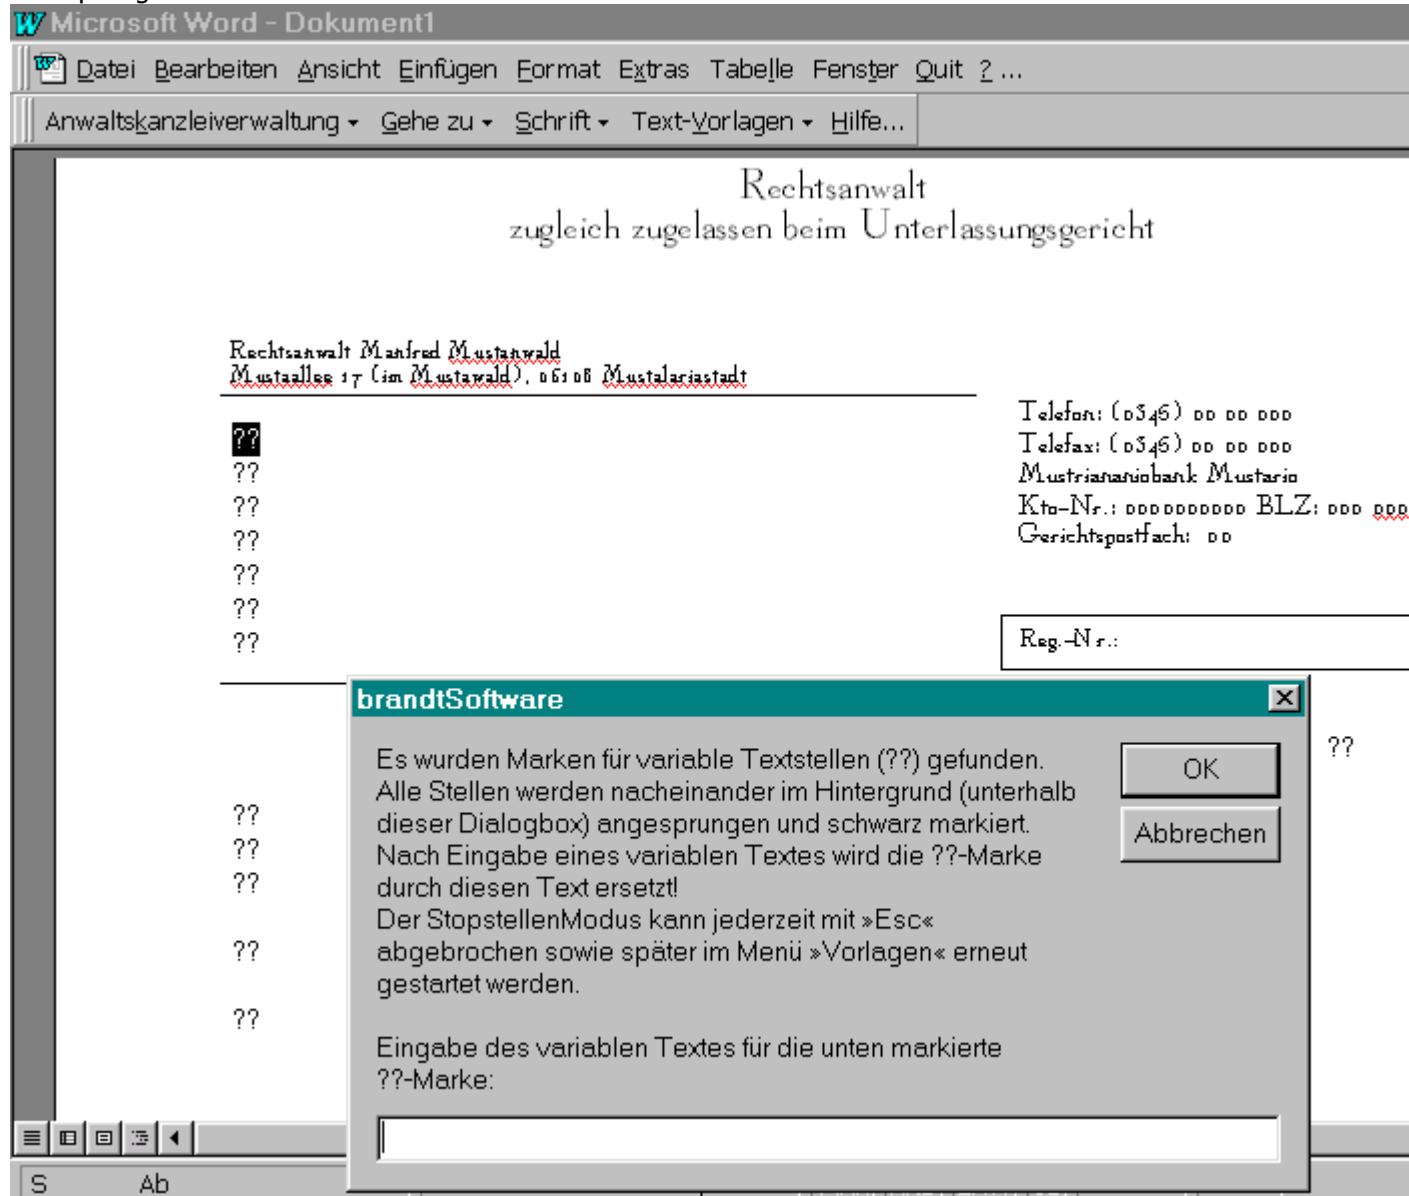 Microsoft Word - Dokument1
Datei Bearbeiten Ansicht Einfügen Format Extras Tabelle Fenster Quit ? ...
Anwaltskanzleiverwaltung Gehe zu Schrift Text-Vorlagen Hilfe...
Rechtsanwalt
zugleich zugelassen beim Unterlassungsgericht
Rechtsanwalt Manfred Mustanwald
Mustaallee 17 (im Mustawald), 06108 Mustalariastadt
Telefon: (0346) 00 00 000
Telefax: (0346) 00 00 000
Mustriananiobank Mustario
Kto-Nr.: 0000000000 BLZ: 000 000
Gerichtspostfach: 00
??
??
??
??
??
??
??
Reg.-Nr.:
??
??
??
??
??
??
brandtSoftware
Es wurden Marken für variable Textstellen (??) gefunden.
Alle Stellen werden nacheinander im Hintergrund (unterhalb
dieser Dialogbox) angesprungen und schwarz markiert.
Nach Eingabe eines variablen Textes wird die ??-Marke
durch diesen Text ersetzt!
Der StopstellenModus kann jederzeit mit »Esc«
abgebrochen sowie später im Menü »Vorlagen« erneut
gestartet werden.
Eingabe des variablen Textes für die unten markierte
??-Marke:
OK
Abbrechen
S Ab